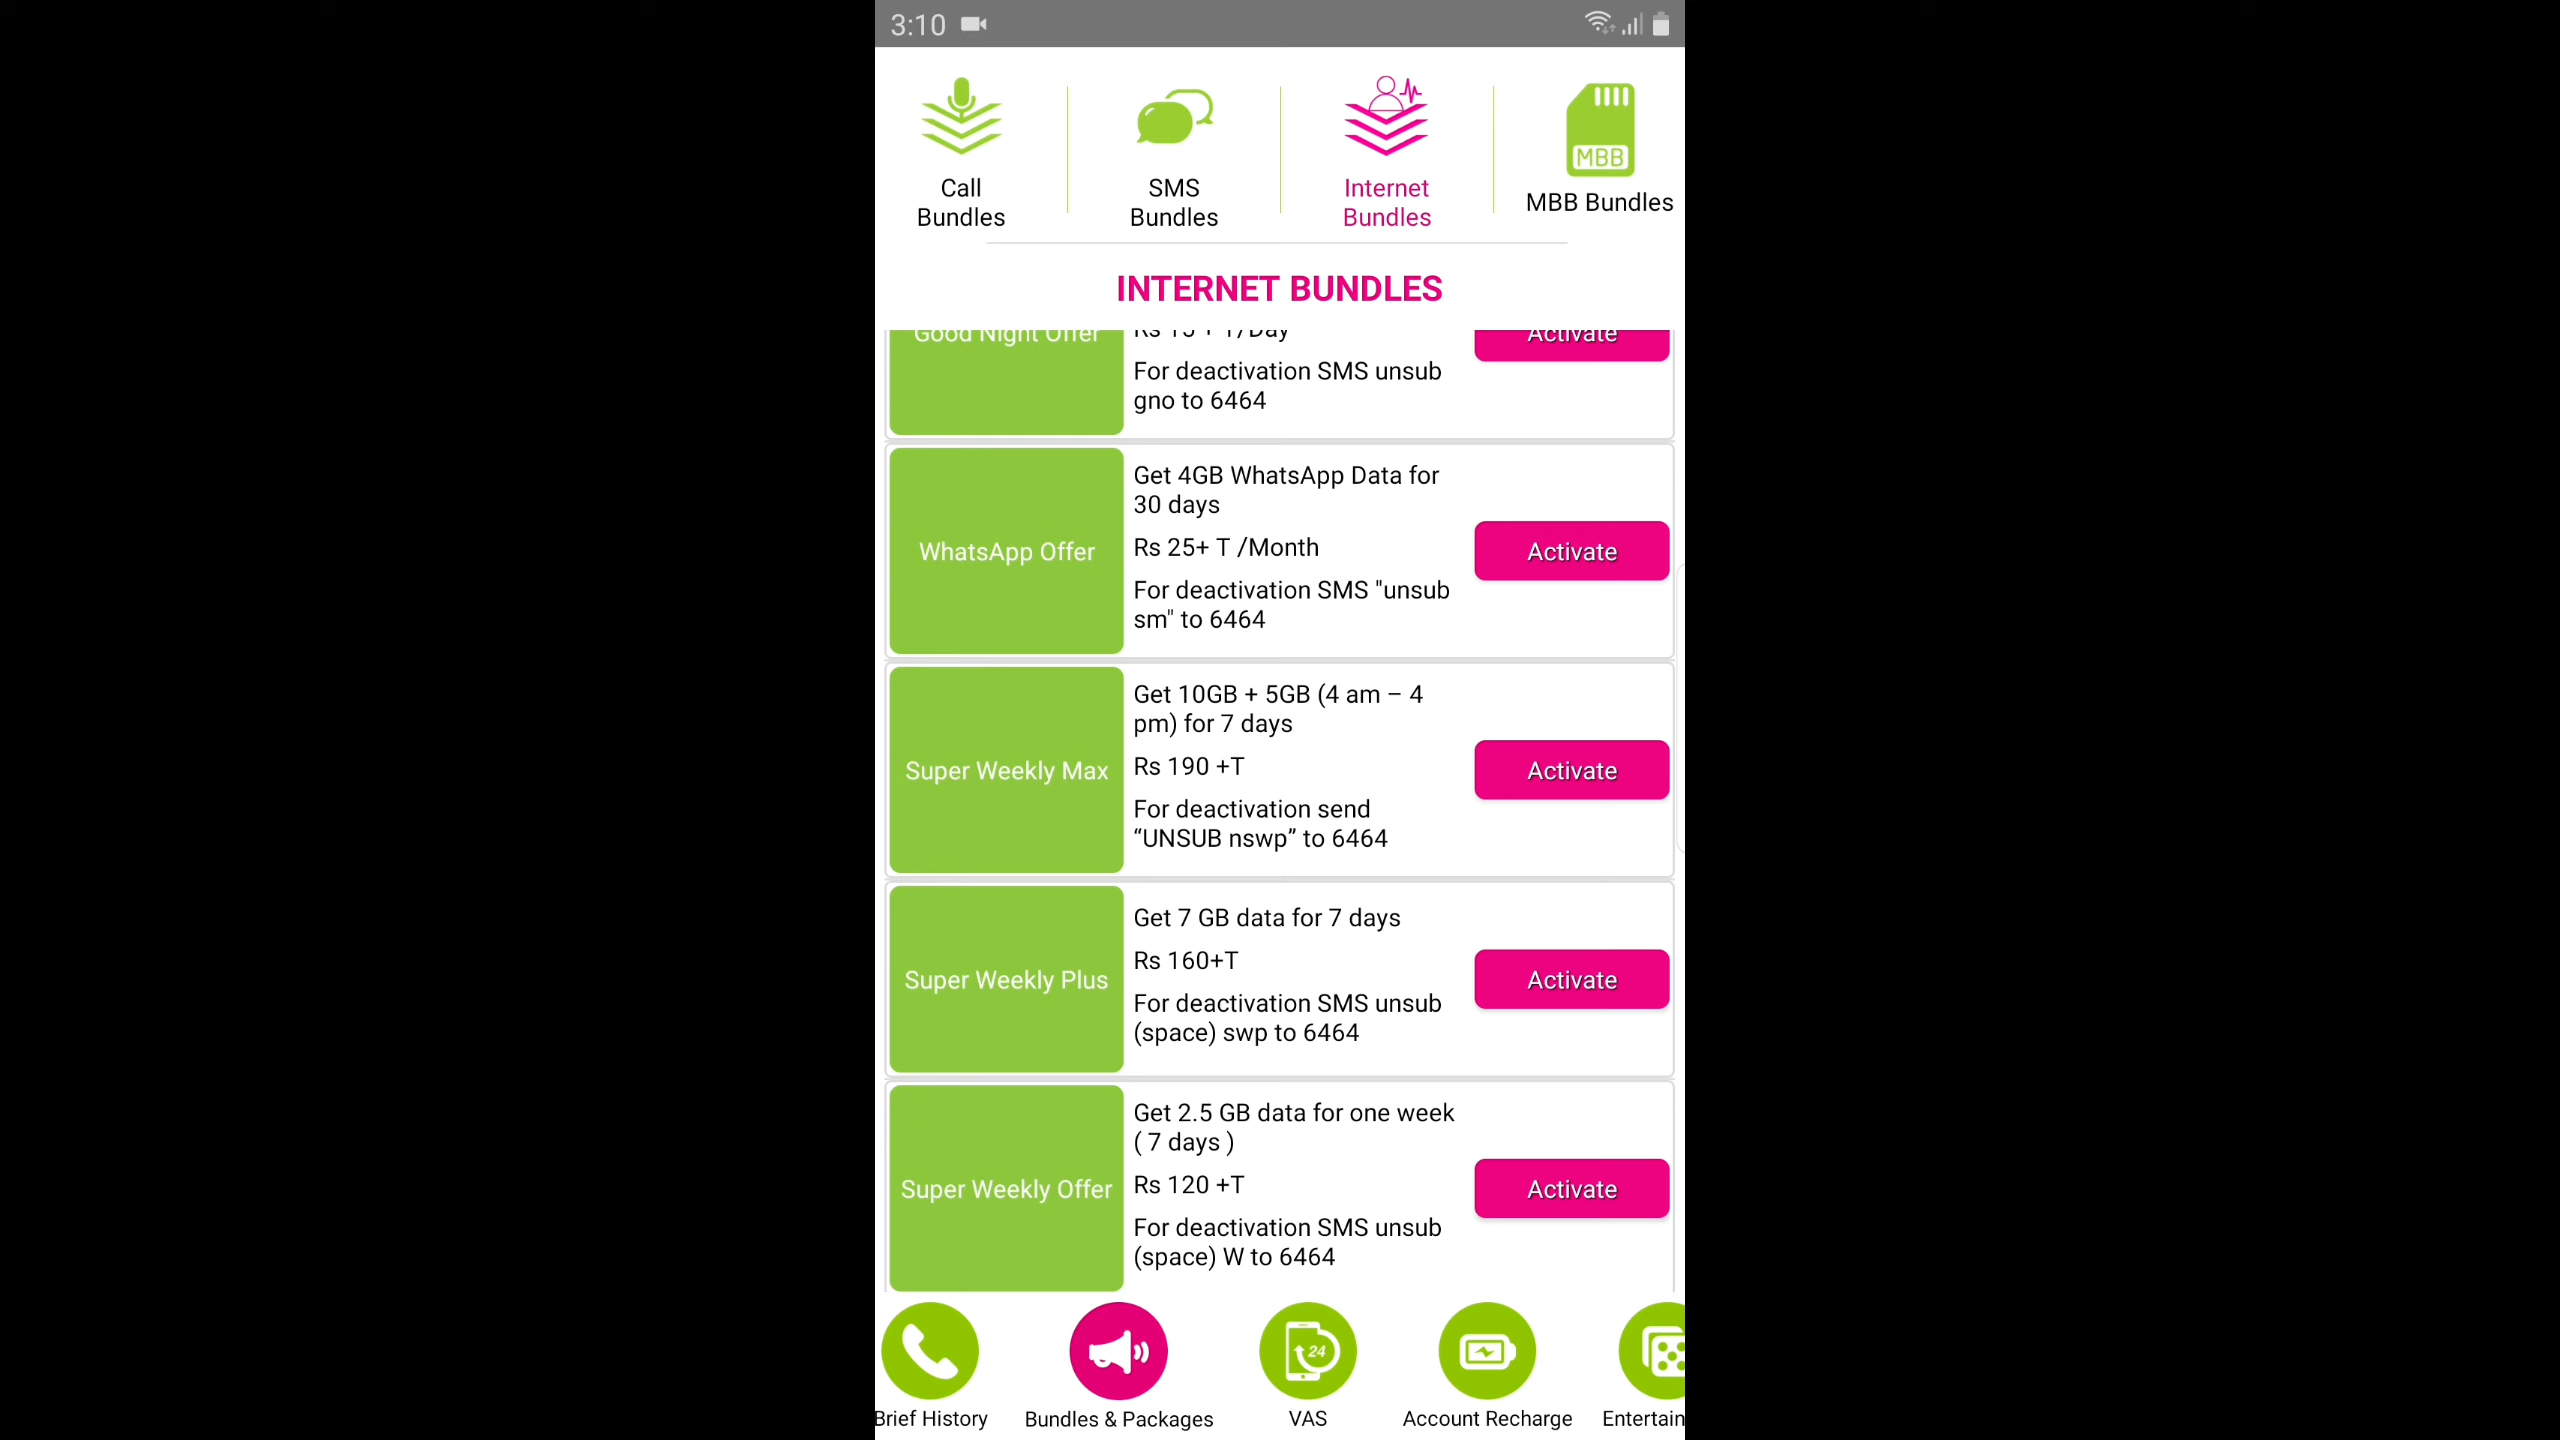 3:10
Call
Bundles
SMS
Bundles
Internet
Bundles
MBB
MBB Bundles
INTERNET BUNDLES
Good Night Offer
Activate
For deactivation SMS unsub
gno to 6464
WhatsApp Offer
Get 4GB WhatsApp Data for
30 days
Rs 25+ T /Month
For deactivation SMS "unsub
sm" to 6464
Activate
Super Weekly Max
Get 10GB + 5GB (4 am – 4
pm) for 7 days
Rs 190 +T
For deactivation send
“UNSUB nswp” to 6464
Activate
Super Weekly Plus
Get 7 GB data for 7 days
Rs 160+T
For deactivation SMS unsub
(space) swp to 6464
Activate
Super Weekly Offer
Get 2.5 GB data for one week
( 7 days )
Rs 120 +T
For deactivation SMS unsub
(space) W to 6464
Activate
24
Brief History
Bundles & Packages
VAS
Account Recharge
Entertain